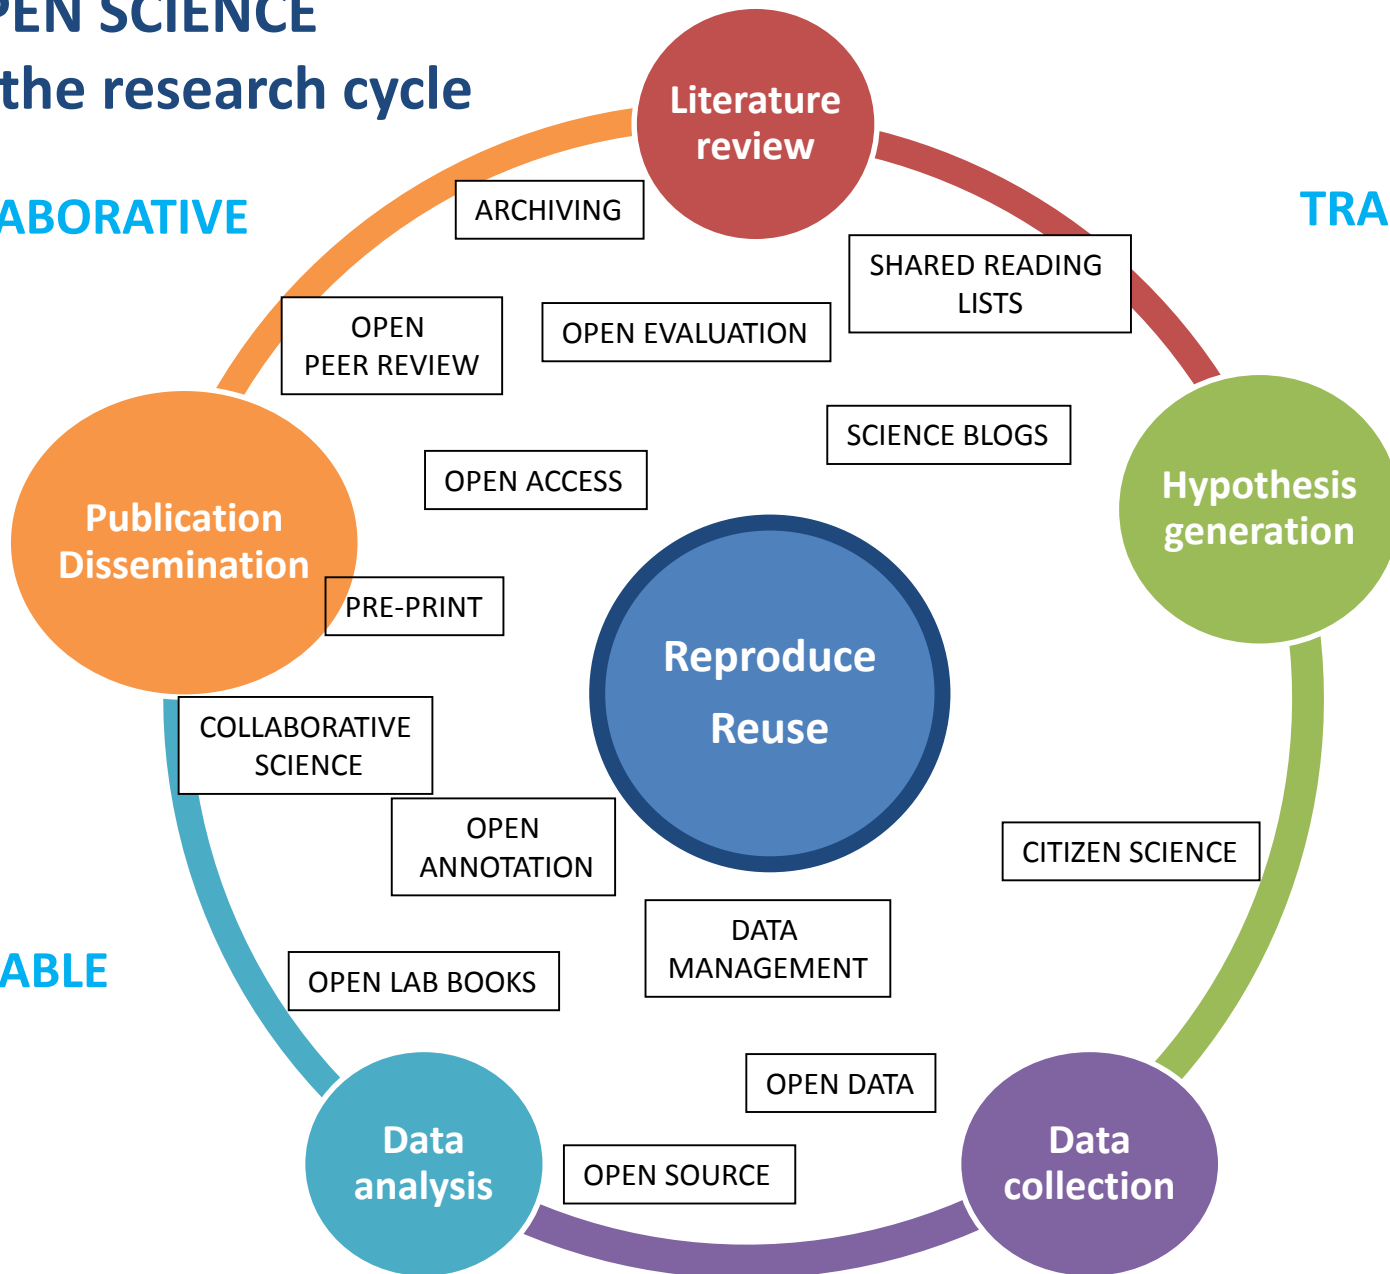 PEN SCIENCE
the research cycle
Literature
review
ABORATIVE
TRA
ARCHIVING
SHARED READING
LISTS
OPEN
PEER REVIEW
OPEN EVALUATION
SCIENCE BLOGS
OPEN ACCESS
Hypothesis
generation
Publication
Dissemination
PRE-PRINT
Reproduce
Reuse
COLLABORATIVE
SCIENCE
OPEN
ANNOTATION
CITIZEN SCIENCE
DATA
MANAGEMENT
ABLE
OPEN LAB BOOKS
OPEN DATA
Data
analysis
OPEN SOURCE
Data
collection